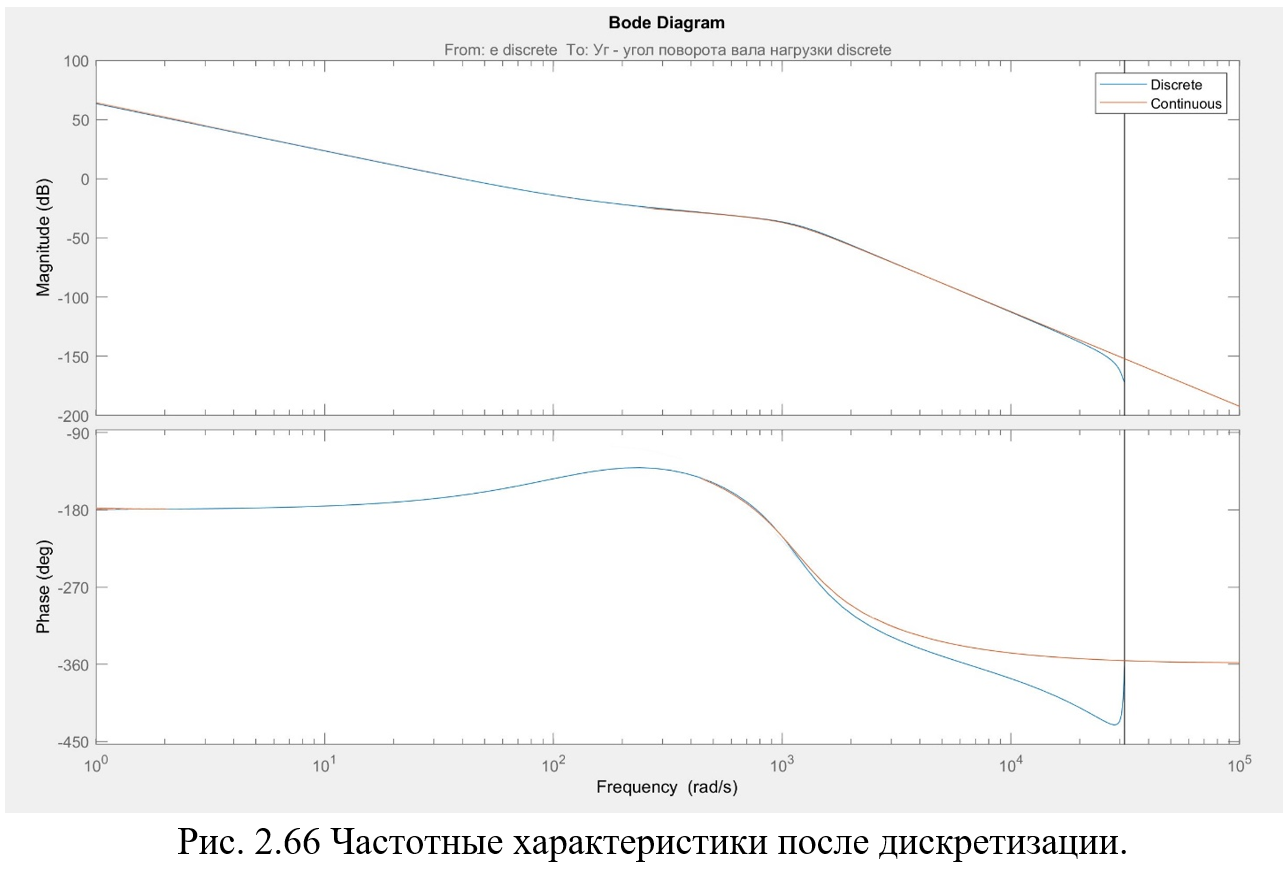 Bode Diagram
From: e discrete To: Уг - угол поворота вала нагрузки discrete
100
50
0
-50
-100
-150
-200
Magnitude (dB)
Discrete
Continuous
-90
-180
-270
-360
-450
Phase (deg)
10^0 10^1 10^2 10^3 10^4 10^5
Frequency (rad/s)
Рис. 2.66 Частотные характеристики после дискретизации.